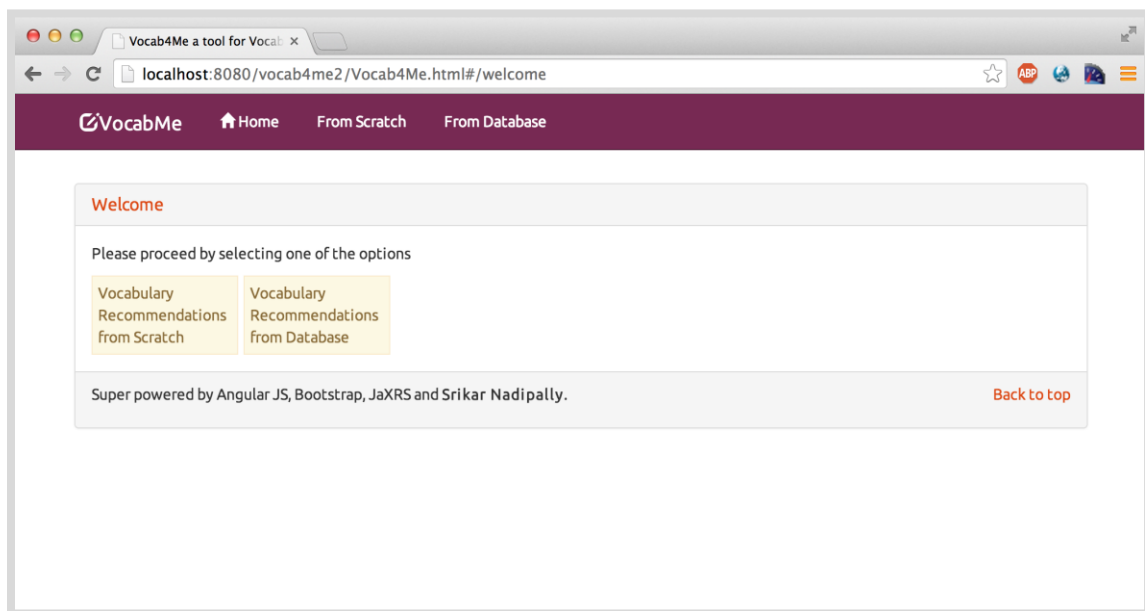 Vocab4Me a tool for Vocab
localhost:8080/vocab4me2/Vocab4Me.html#/welcome
ABP
VocabMe Home From Scratch From Database
Welcome
Please proceed by selecting one of the options
Vocabulary
Recommendations
from Scratch
Vocabulary
Recommendations
from Database
Super powered by Angular JS, Bootstrap, JaXRS and Srikar Nadipally.
Back to top